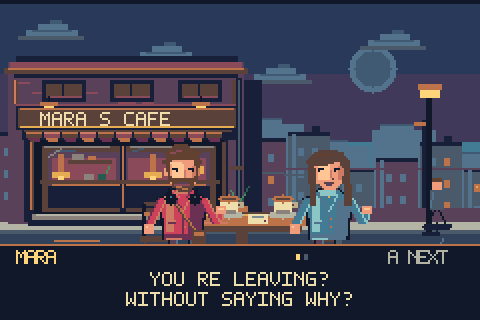 MARA S CAFE
MARA
A NEXT
YOU RE LEAVING?
WITHOUT SAYING WHY?